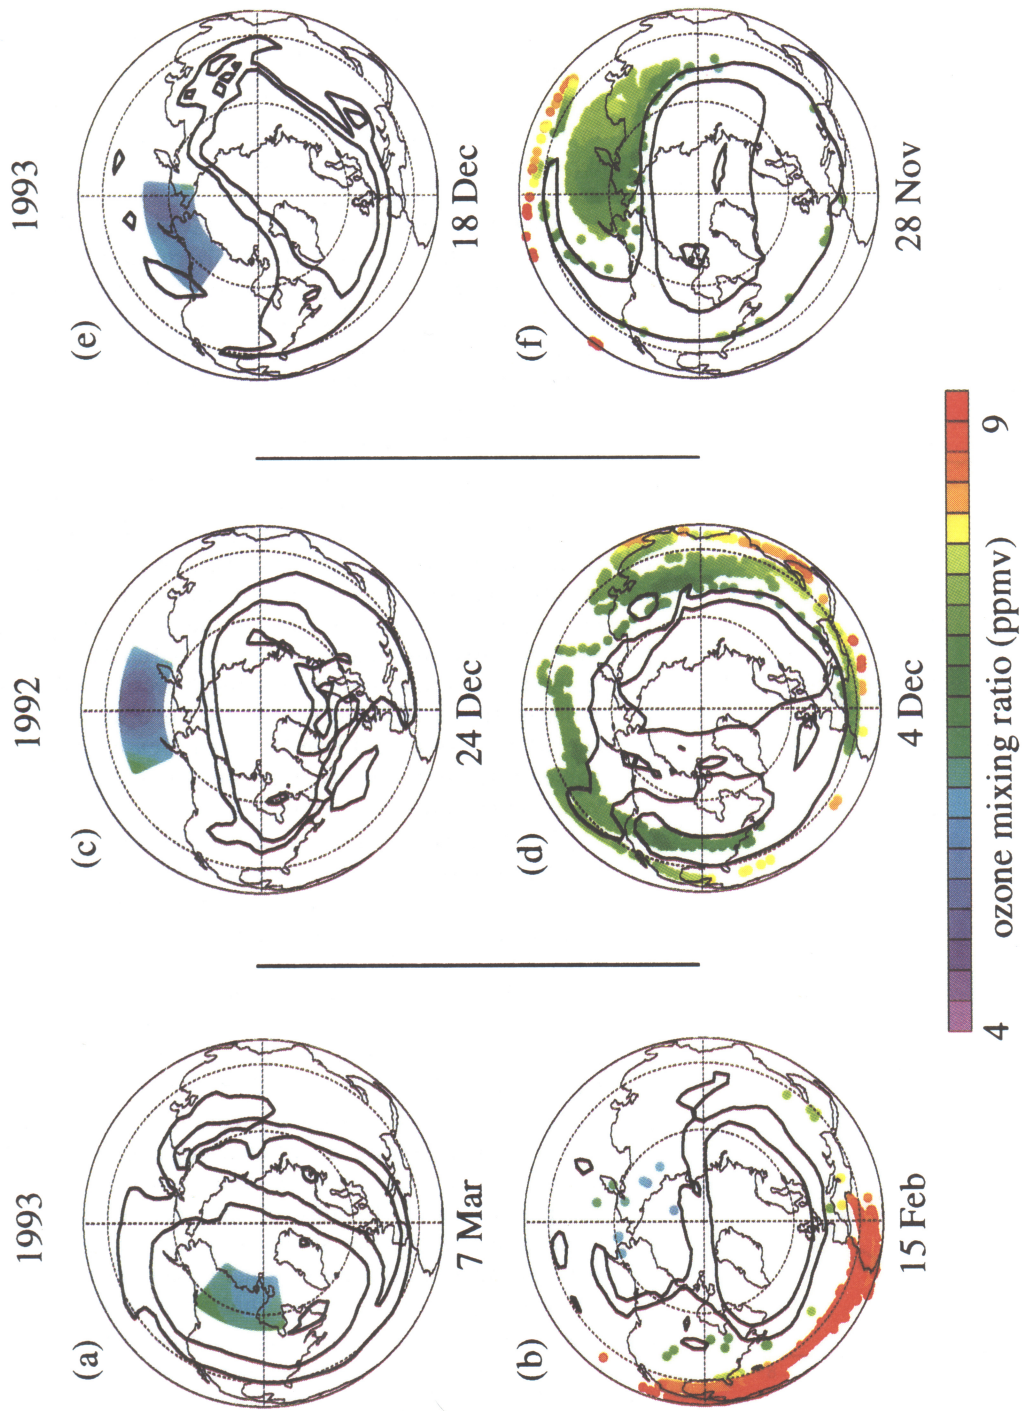 1993
1992
1993
(a)
(c)
(e)
7 Mar
24 Dec
18 Dec
(b)
(d)
(f)
15 Feb
4 Dec
28 Nov
4
9
ozone mixing ratio (ppmv)